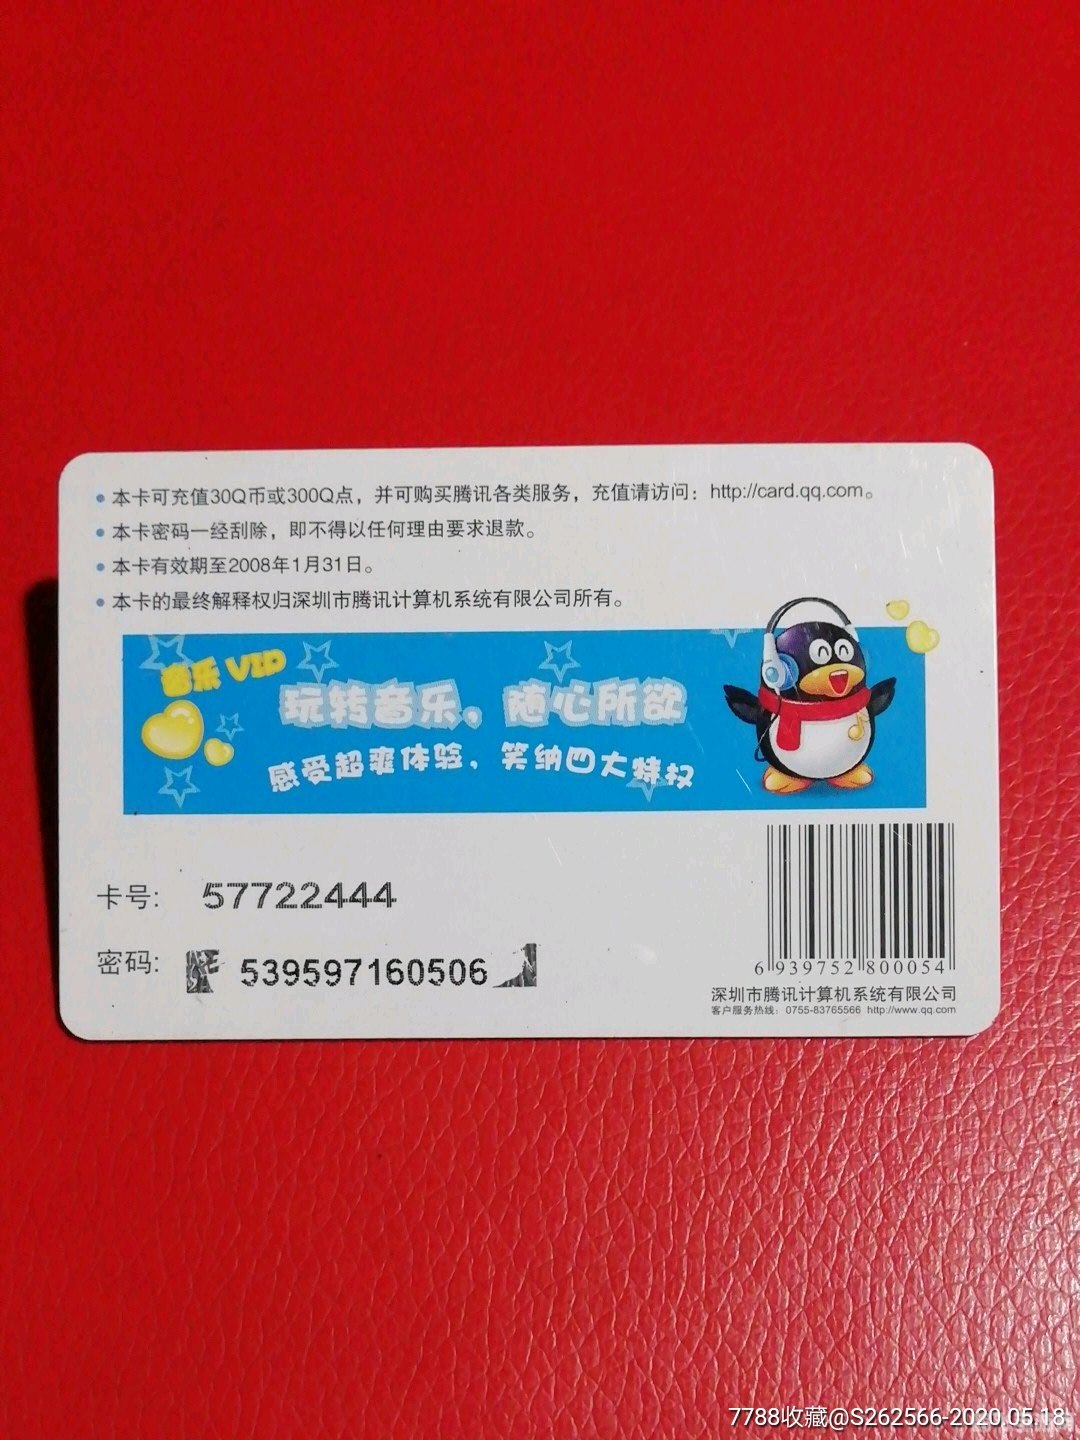 本卡可充值30Q币或300Q点，并可购买腾讯各类服务，充值请访问：http://card.qq.com。
本卡密码一经刮除，即不得以任何理由要求退款。
本卡有效期至2008年1月31日。
本卡的最终解释权归深圳市腾讯计算机系统有限公司所有。
音乐 VIP
玩转音乐，随心所欲
感受超爽体验，笑纳四大特权
卡号: 57722444
密码: 539597160506
6 939752 800054
深圳市腾讯计算机系统有限公司
客户服务热线: 0755-83765566 http://www.qq.com
7788收藏@S262566-2020.05.18